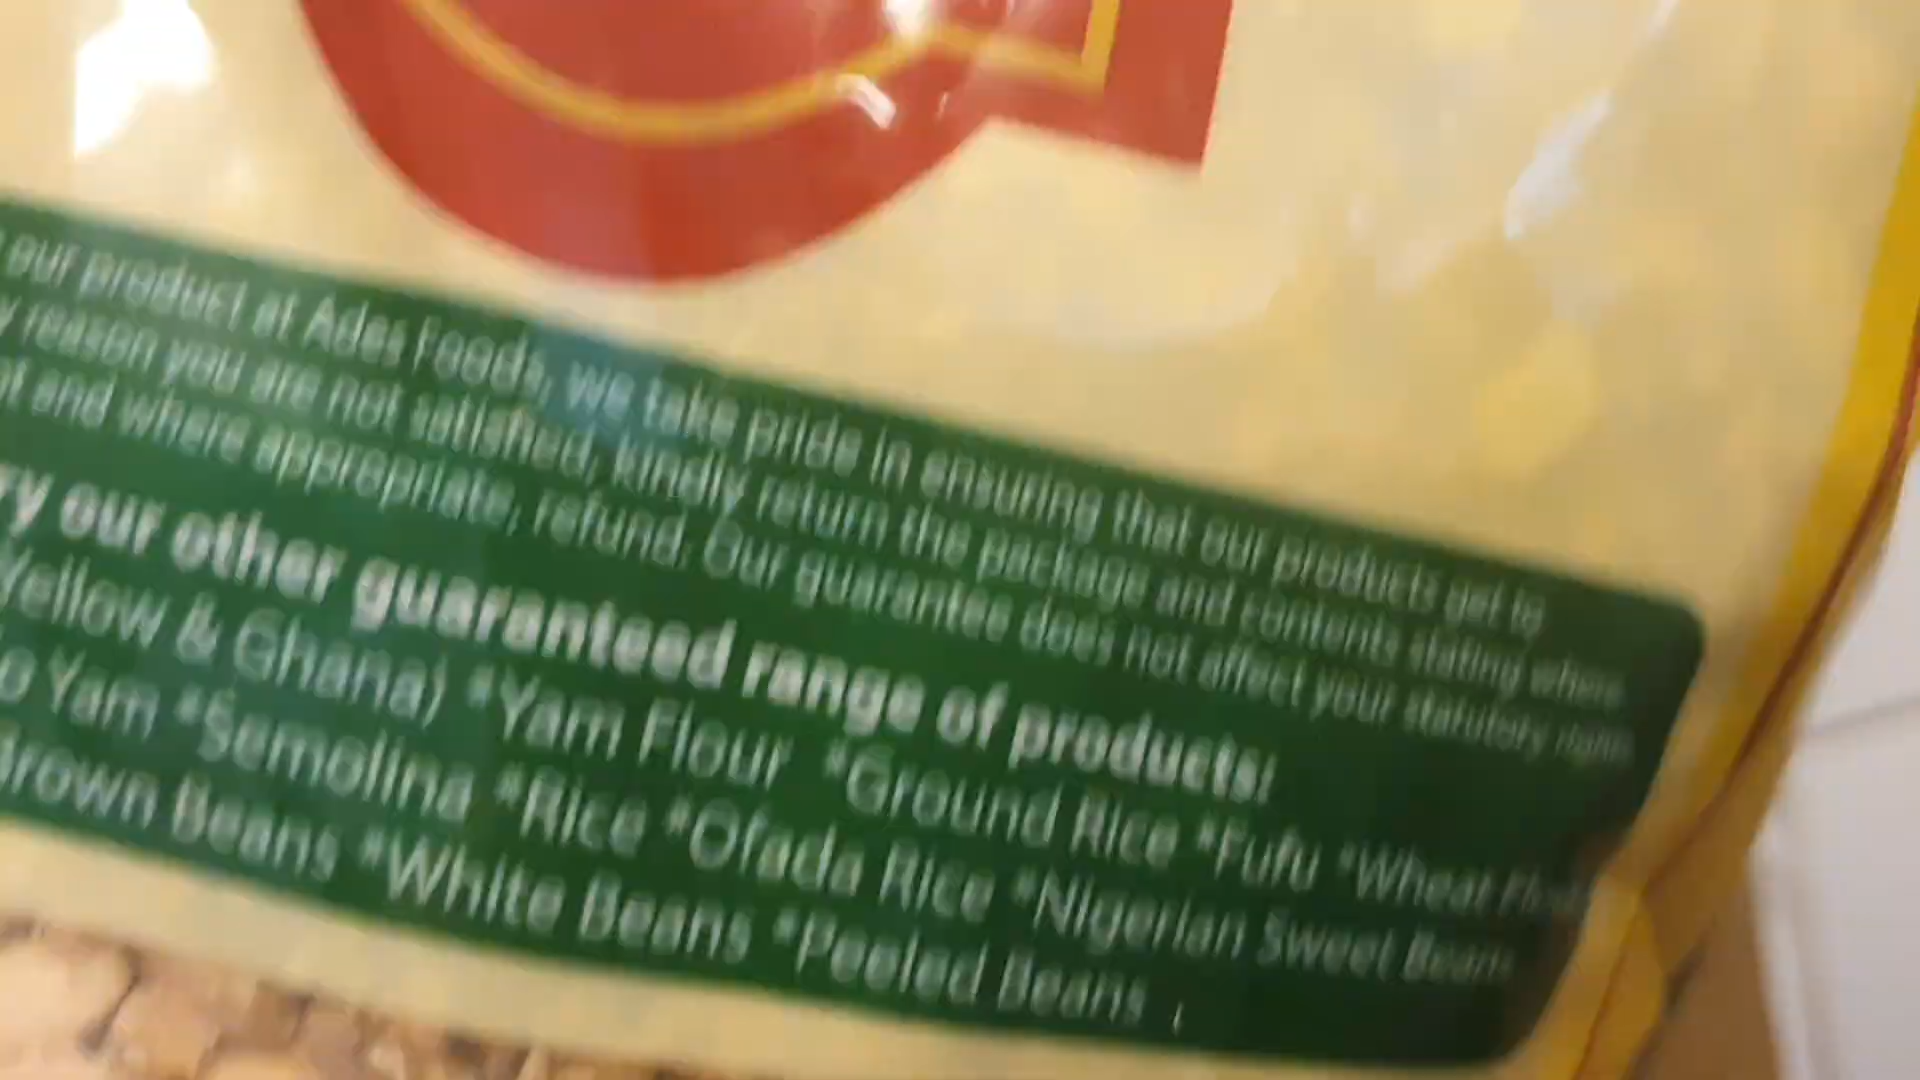 our product at Ades Foods, we take pride in ensuring that our products get to
reason you are not satisfied, kindly return the package and contents stating where
and where appropriate, refund. Our guarantee does not affect your statutory rights.
our other guaranteed range of products:
Yellow & Ghana) *Yam Flour *Ground Rice *Fufu *Wheat Flour
Yam *Semolina *Rice *Ofada Rice *Nigerian Sweet Beans
Brown Beans *White Beans *Peeled Beans